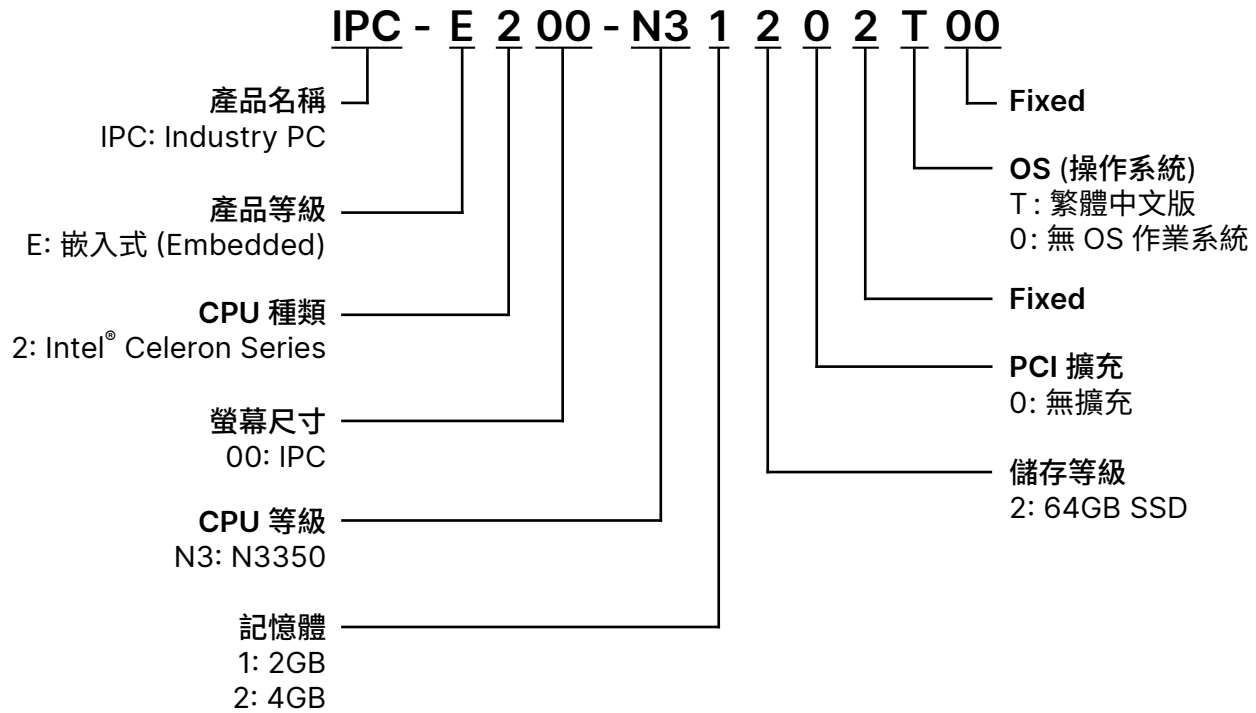 IPC - E 2 00 - N3 1 2 0 2 T 00
產品名稱
IPC: Industry PC
產品等級
E: 嵌入式 (Embedded)
CPU 種類
2: Intel® Celeron Series
螢幕尺寸
00: IPC
CPU 等級
N3: N3350
記憶體
1: 2GB
2: 4GB
Fixed
OS (操作系統)
T: 繁體中文版
0: 無 OS 作業系統
Fixed
PCI 擴充
0: 無擴充
儲存等級
2: 64GB SSD